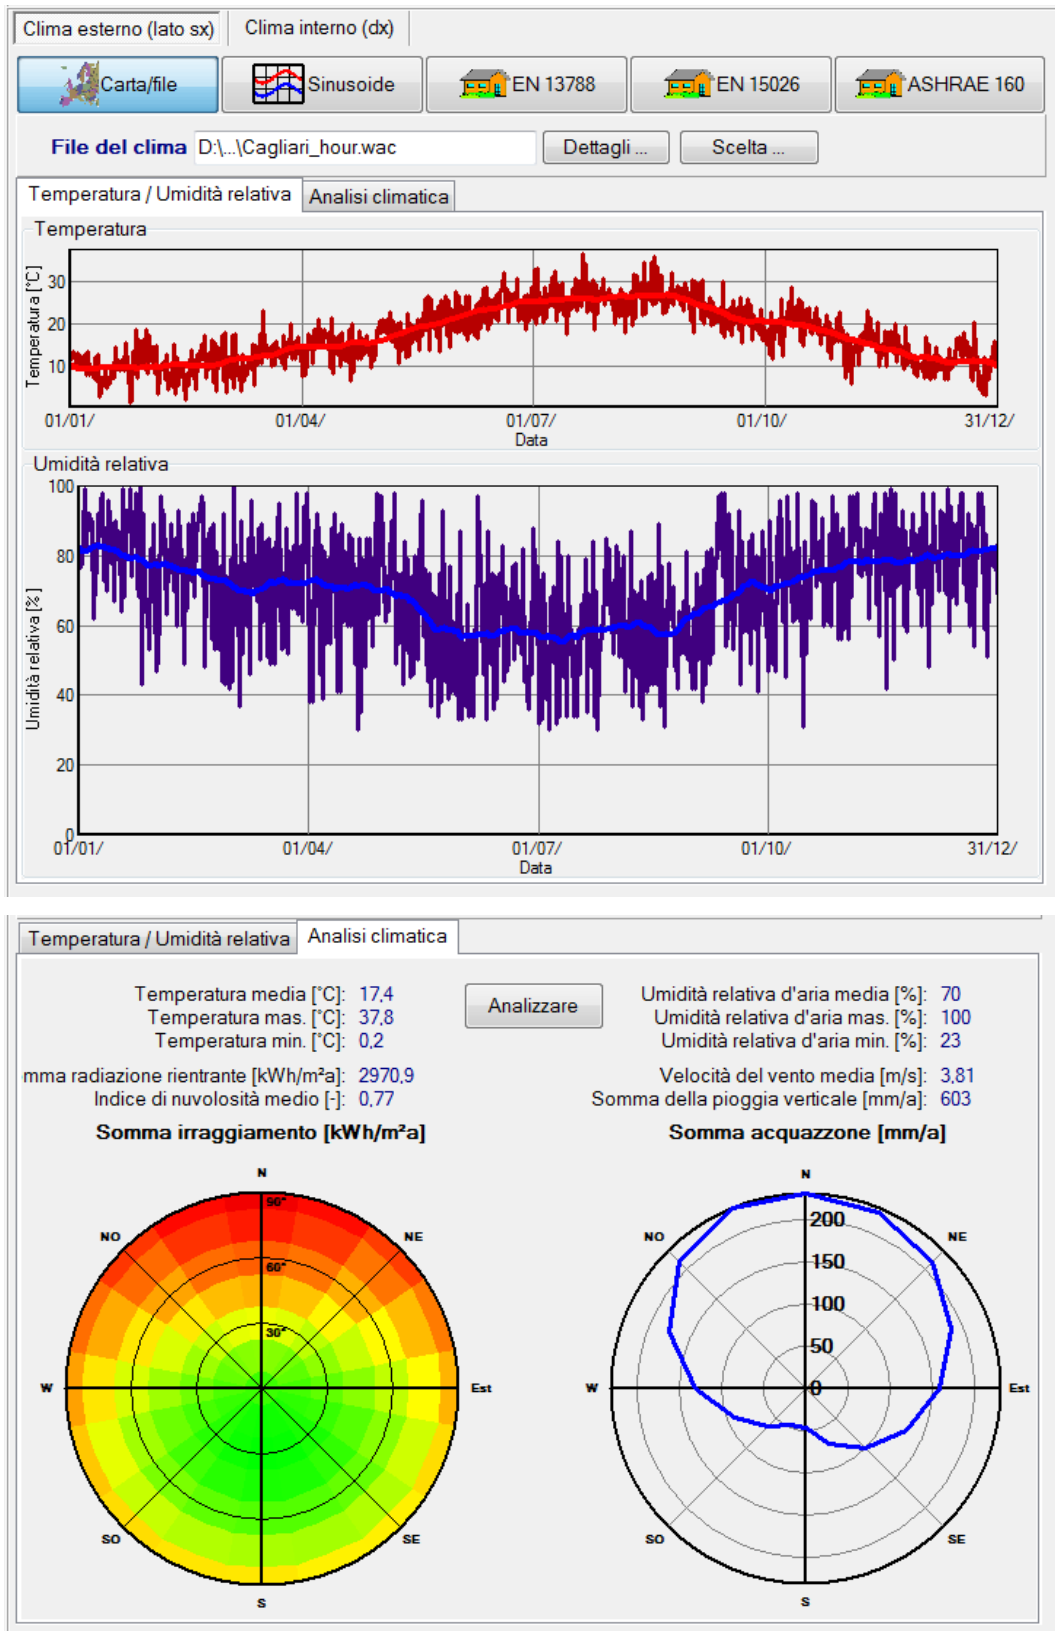 Clima esterno (lato sx) Clima interno (dx)
Carta/file Sinusoide EN 13788 EN 15026 ASHRAE 160
File del clima D:\...\Cagliari_hour.wac Dettagli ... Scelta ...
Temperatura / Umidità relativa Analisi climatica
Temperatura
Temperatura [°C]
30
20
10
01/01/ 01/04/ 01/07/ 01/10/ 31/12/
Data
Umidità relativa
Umidità relativa [%]
100
80
60
40
20
0
01/01/ 01/04/ 01/07/ 01/10/ 31/12/
Data
Temperatura / Umidità relativa Analisi climatica
Temperatura media [°C]: 17,4
Temperatura mas. [°C]: 37,8
Temperatura min. [°C]: 0,2
Analizzare
Umidità relativa d'aria media [%]: 70
Umidità relativa d'aria mas. [%]: 100
Umidità relativa d'aria min. [%]: 23
mma radiazione rientrante [kWh/m²a]: 2970,9
Indice di nuvolosità medio [-]: 0,77
Velocità del vento media [m/s]: 3,81
Somma della pioggia verticale [mm/a]: 603
Somma irraggiamento [kWh/m²a]
N
90°
NO NE
60°
30°
W Est
SO SE
S
Somma acquazzone [mm/a]
N
200
NO NE
150
100
50
W 0 Est
SO SE
S